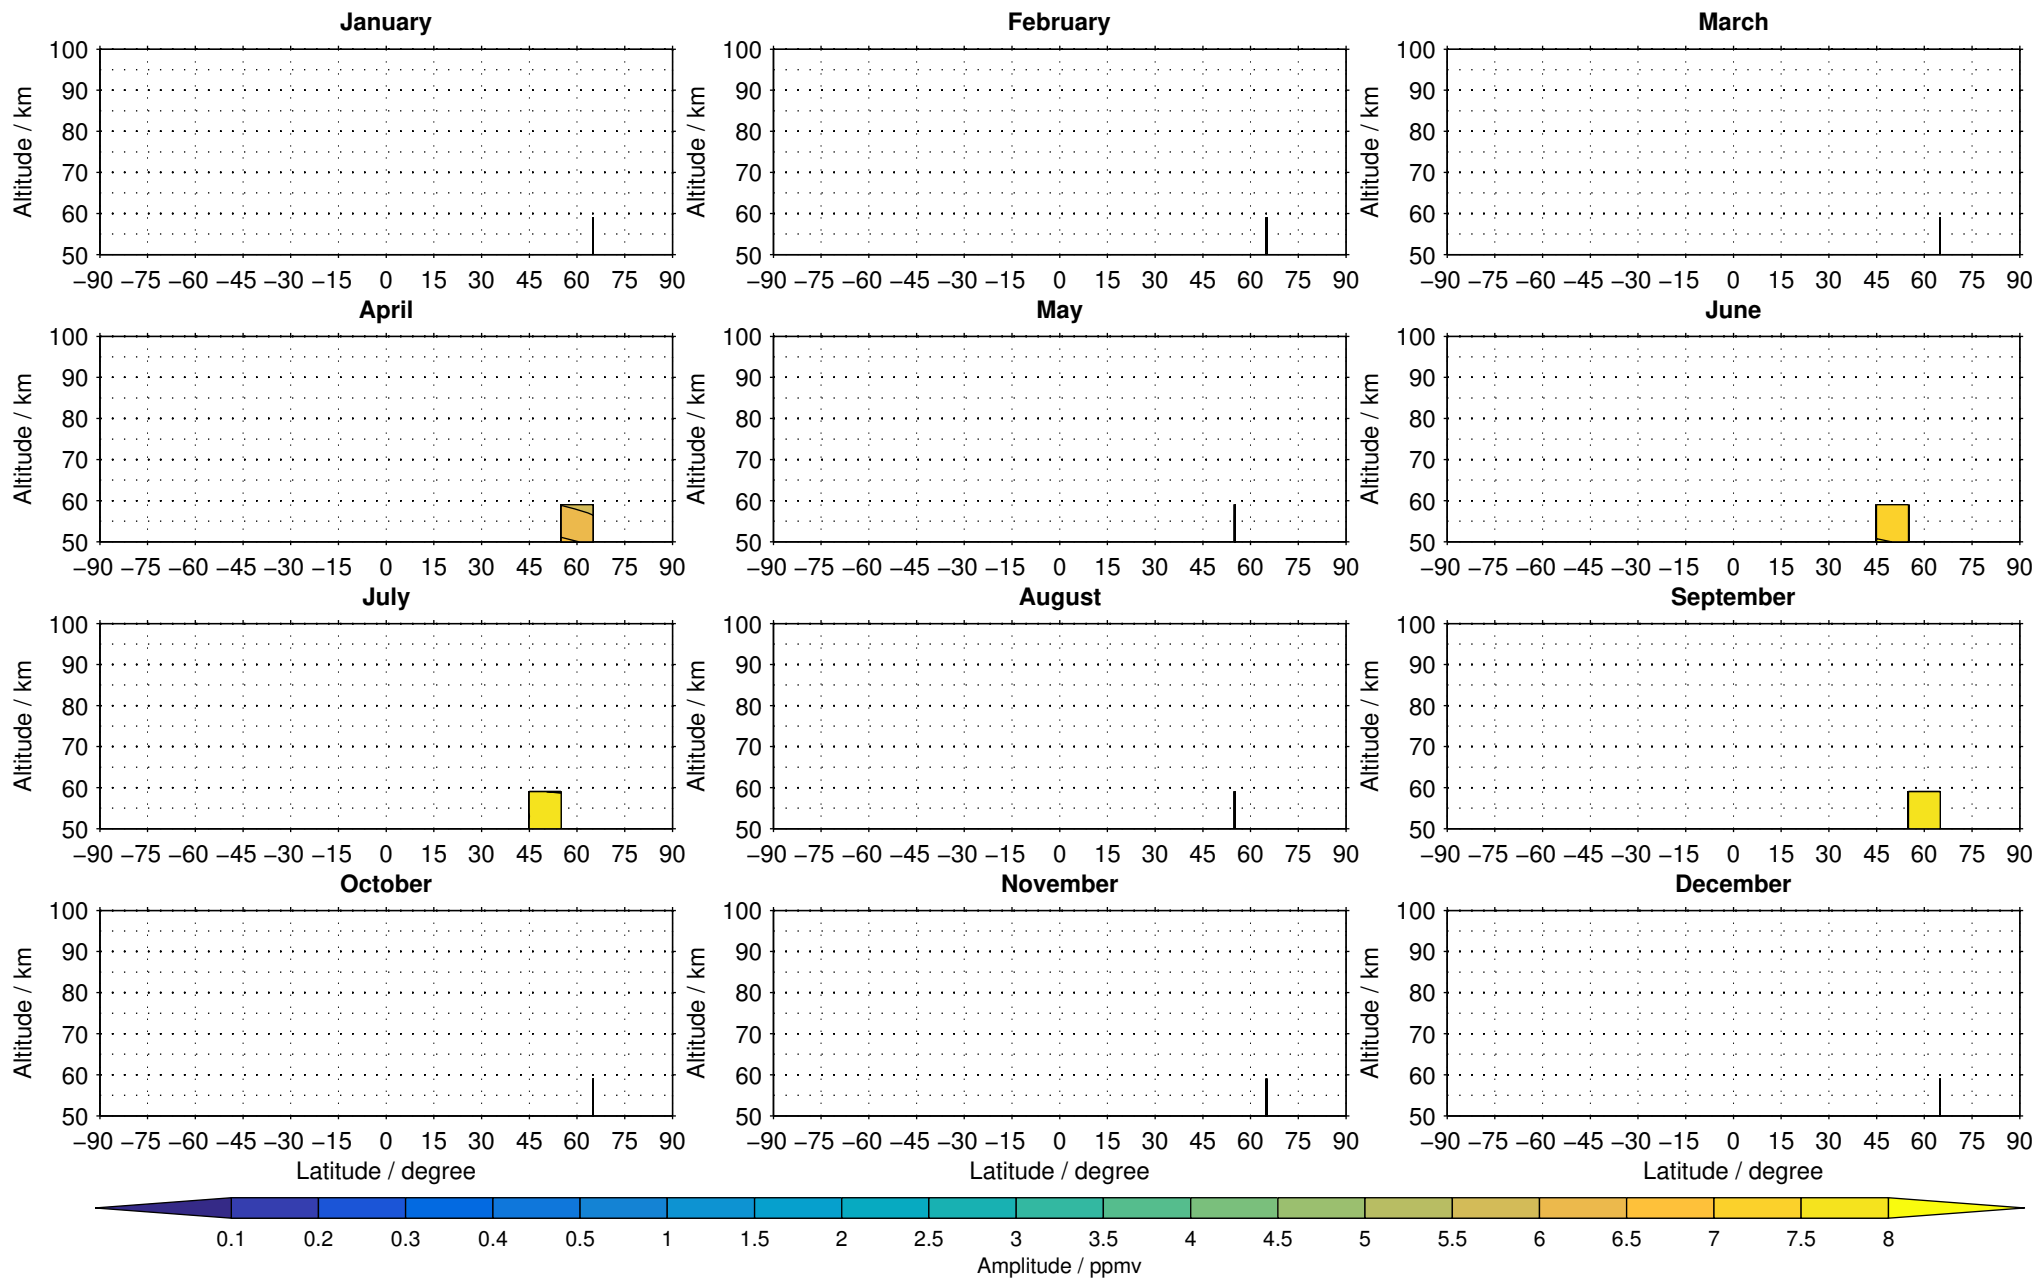 January February March
100 100 100
90 90 90
80 80 80
70 70 70
60 60 60
50 50 50
Altitude / km Altitude / km Altitude / km
−90 −75 −60 −45 −30 −15 0 15 30 45 60 75 90 −90 −75 −60 −45 −30 −15 0 15 30 45 60 75 90 −90 −75 −60 −45 −30 −15 0 15 30 45 60 75 90
April May June
100 100 100
90 90 90
80 80 80
70 70 70
60 60 60
50 50 50
Altitude / km Altitude / km Altitude / km
−90 −75 −60 −45 −30 −15 0 15 30 45 60 75 90 −90 −75 −60 −45 −30 −15 0 15 30 45 60 75 90 −90 −75 −60 −45 −30 −15 0 15 30 45 60 75 90
July August September
100 100 100
90 90 90
80 80 80
70 70 70
60 60 60
50 50 50
Altitude / km Altitude / km Altitude / km
−90 −75 −60 −45 −30 −15 0 15 30 45 60 75 90 −90 −75 −60 −45 −30 −15 0 15 30 45 60 75 90 −90 −75 −60 −45 −30 −15 0 15 30 45 60 75 90
October November December
100 100 100
90 90 90
80 80 80
70 70 70
60 60 60
50 50 50
Altitude / km Altitude / km Altitude / km
−90 −75 −60 −45 −30 −15 0 15 30 45 60 75 90 −90 −75 −60 −45 −30 −15 0 15 30 45 60 75 90 −90 −75 −60 −45 −30 −15 0 15 30 45 60 75 90
Latitude / degree Latitude / degree Latitude / degree
0.1 0.2 0.3 0.4 0.5 1 1.5 2 2.5 3 3.5 4 4.5 5 5.5 6 6.5 7 7.5 8
Amplitude / ppmv